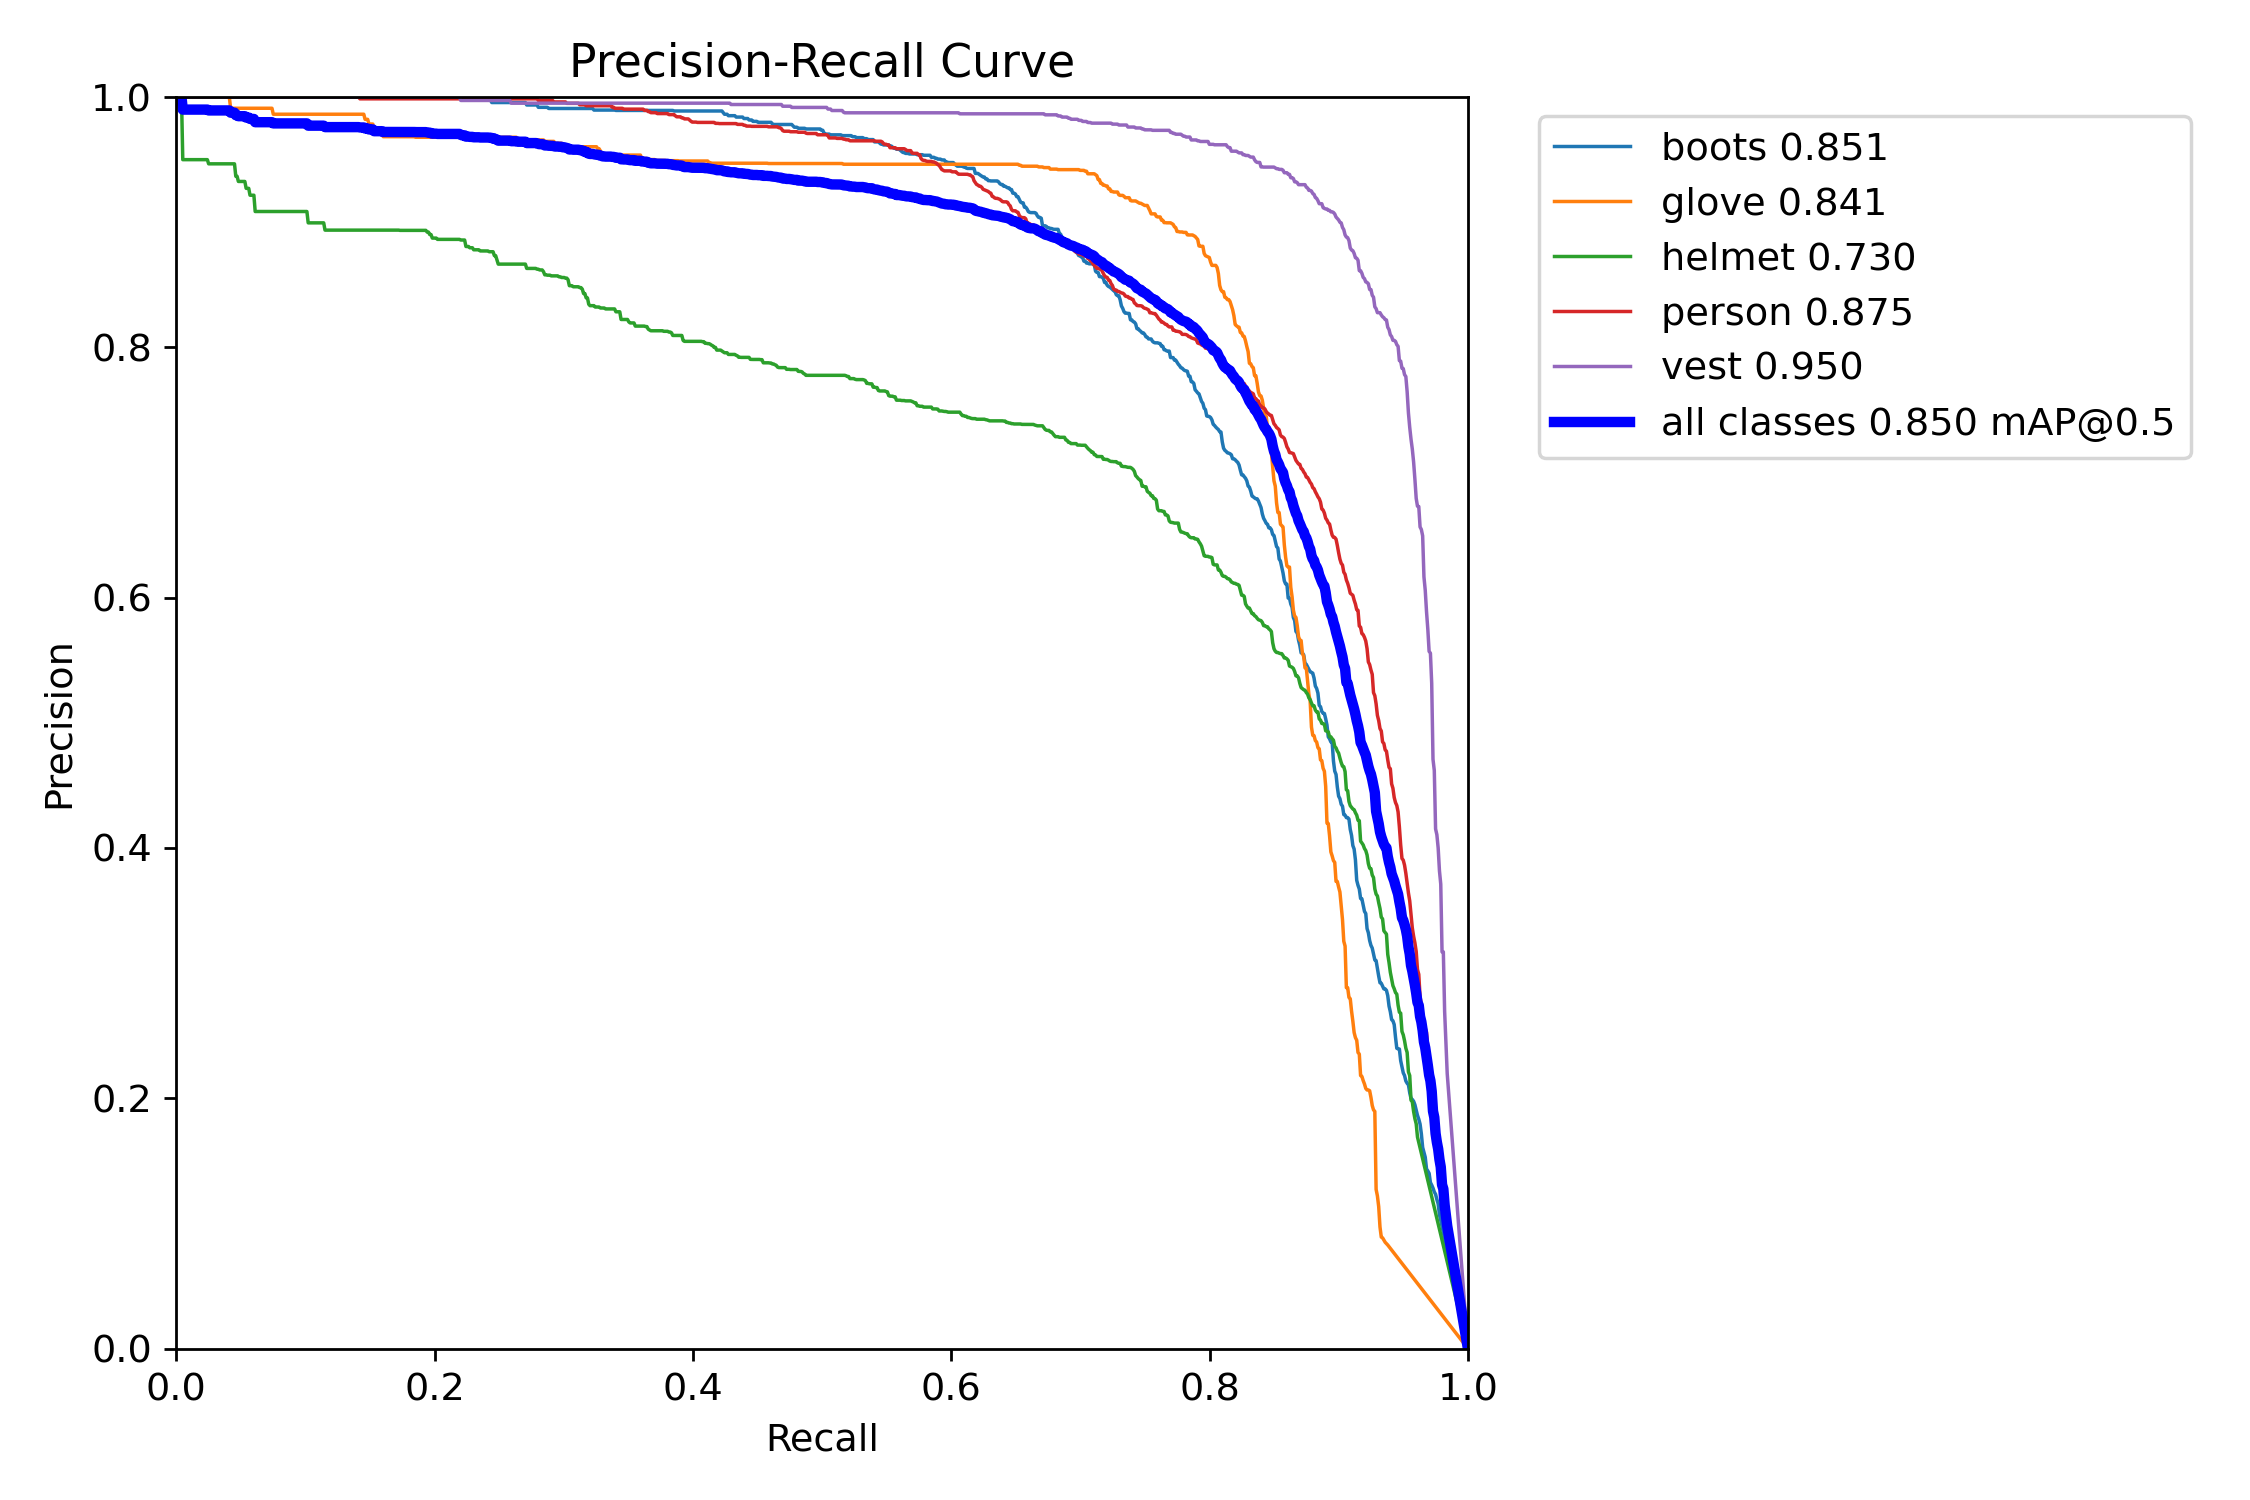 Precision-Recall Curve
1.0
0.8
0.6
0.4
0.2
0.0
Precision
0.0 0.2 0.4 0.6 0.8 1.0
Recall
boots 0.851
glove 0.841
helmet 0.730
person 0.875
vest 0.950
all classes 0.850 mAP@0.5